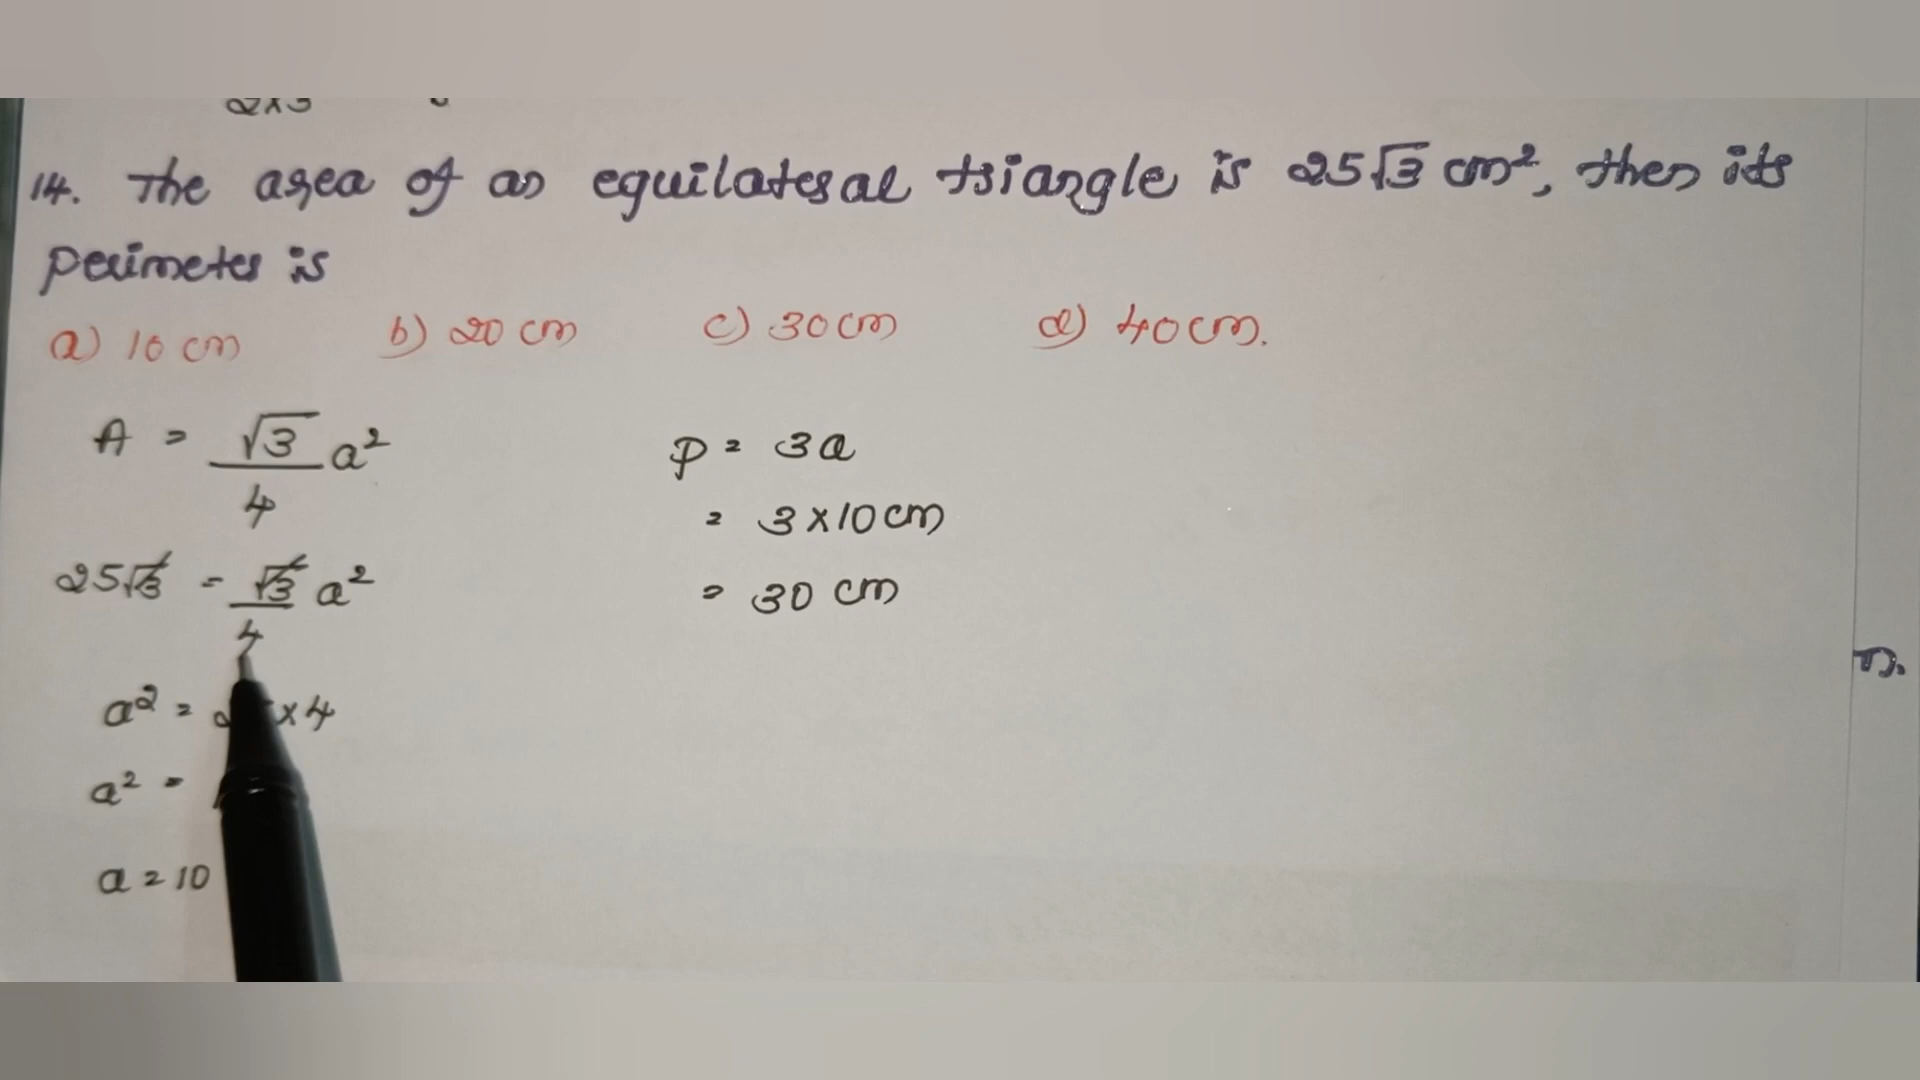 2x3
14. The area of an equilateral triangle is 25√3 cm², then its
perimeter is
a) 10 cm b) 20 cm c) 30 cm d) 40 cm.
A = √3/4 a²
25√3 = √3/4 a²
a² = x 4
a² =
a = 10
P = 3a
= 3 x 10 cm
= 30 cm